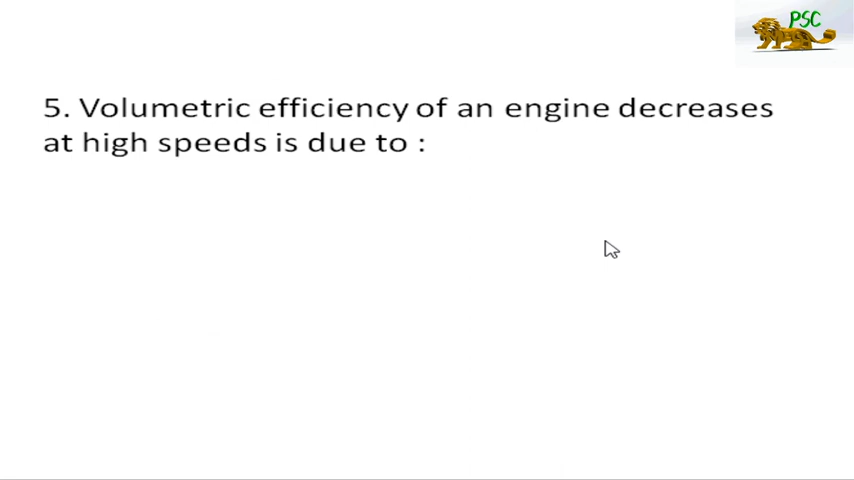 PSC
5. Volumetric efficiency of an engine decreases
at high speeds is due to :